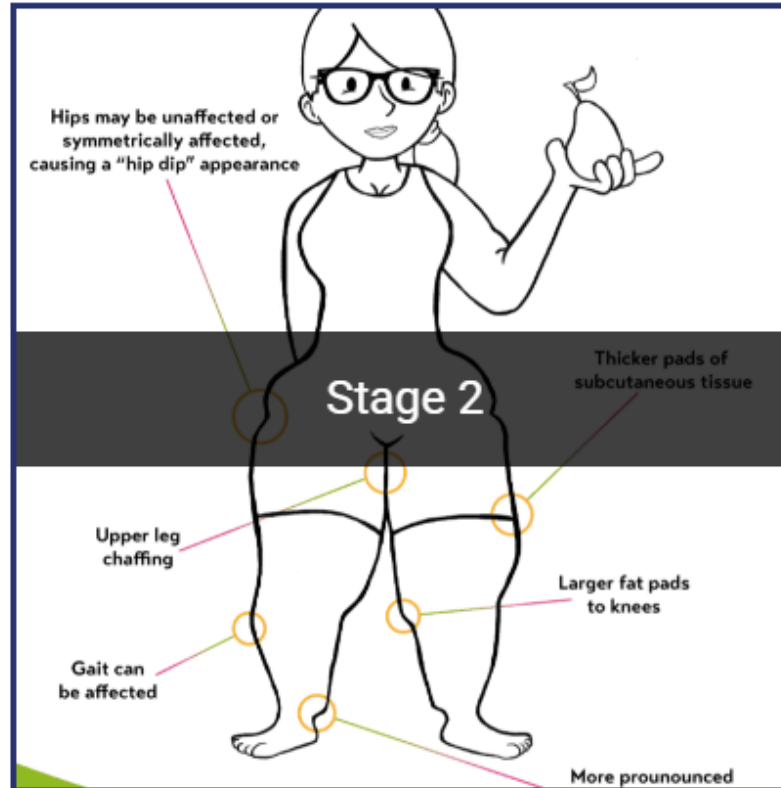 Hips may be unaffected or
symmetrically affected,
causing a “hip dip” appearance
Thicker pads of
subcutaneous tissue
Stage 2
Upper leg
chaffing
Larger fat pads
to knees
Gait can
be affected
More prounounced